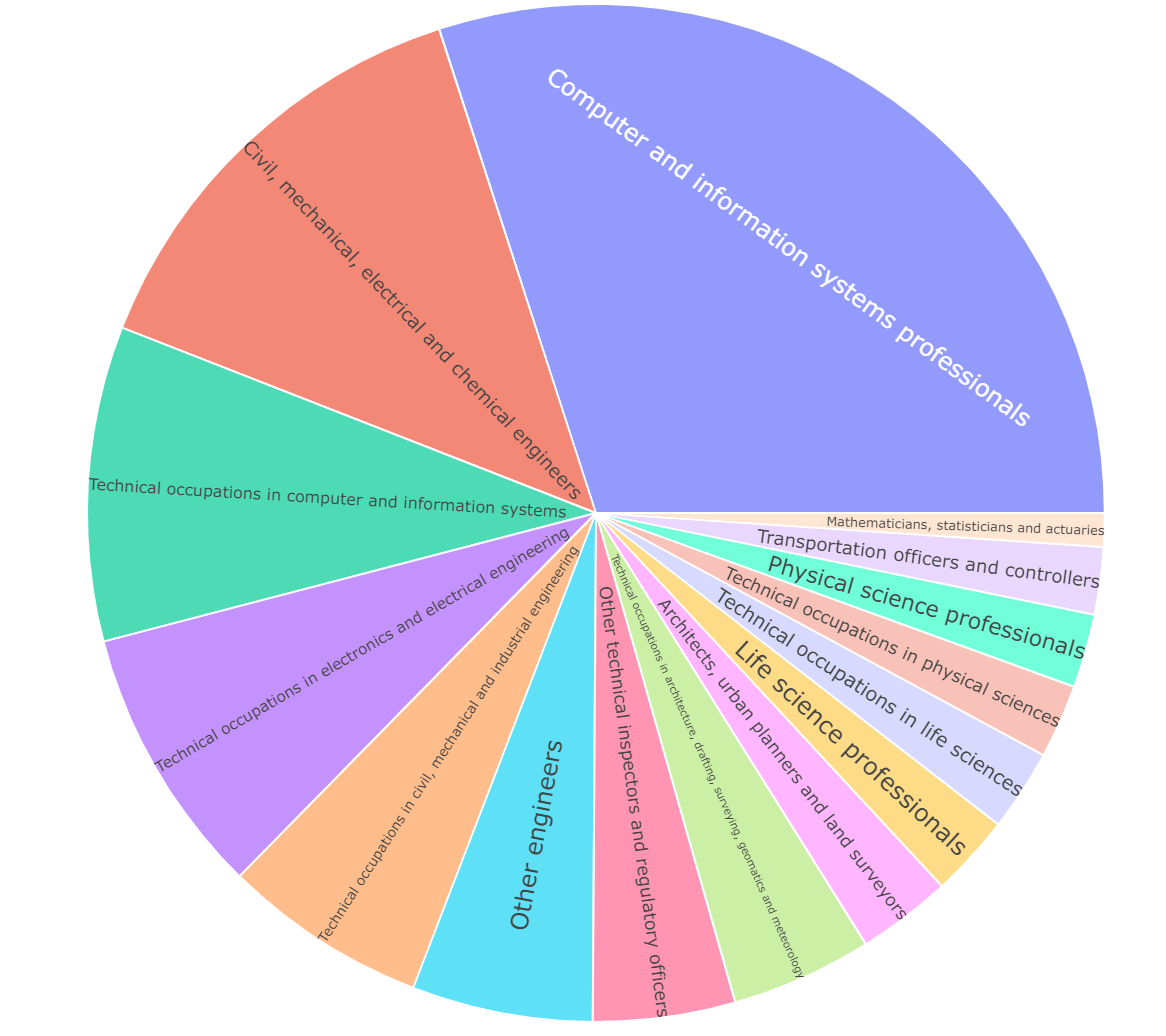 Computer and information systems professionals
Civil, mechanical, electrical and chemical engineers
Technical occupations in computer and information systems
Technical occupations in electronics and electrical engineering
Technical occupations in civil, mechanical and industrial engineering
Other engineers
Other technical inspectors and regulatory officers
Technical occupations in architecture, drafting, surveying, geomatics and meteorology
Architects, urban planners and land surveyors
Life science professionals
Technical occupations in life sciences
Technical occupations in physical sciences
Physical science professionals
Transportation officers and controllers
Mathematicians, statisticians and actuaries